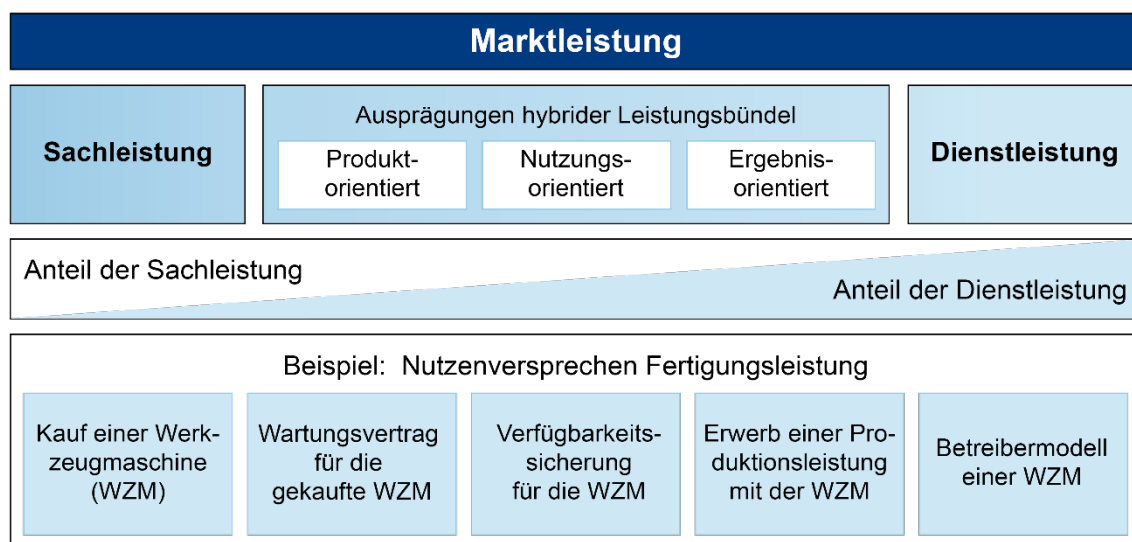 Marktleistung
Sachleistung
Ausprägungen hybrider Leistungsbündel
Produkt-
orientiert
Nutzungs-
orientiert
Ergebnis-
orientiert
Dienstleistung
Anteil der Sachleistung
Anteil der Dienstleistung
Beispiel: Nutzenversprechen Fertigungsleistung
Kauf einer Werk-
zeugmaschine
(WZM)
Wartungsvertrag
für die
gekaufte WZM
Verfügbarkeits-
sicherung
für die WZM
Erwerb einer Pro-
duktionsleistung
mit der WZM
Betreibermodell
einer WZM